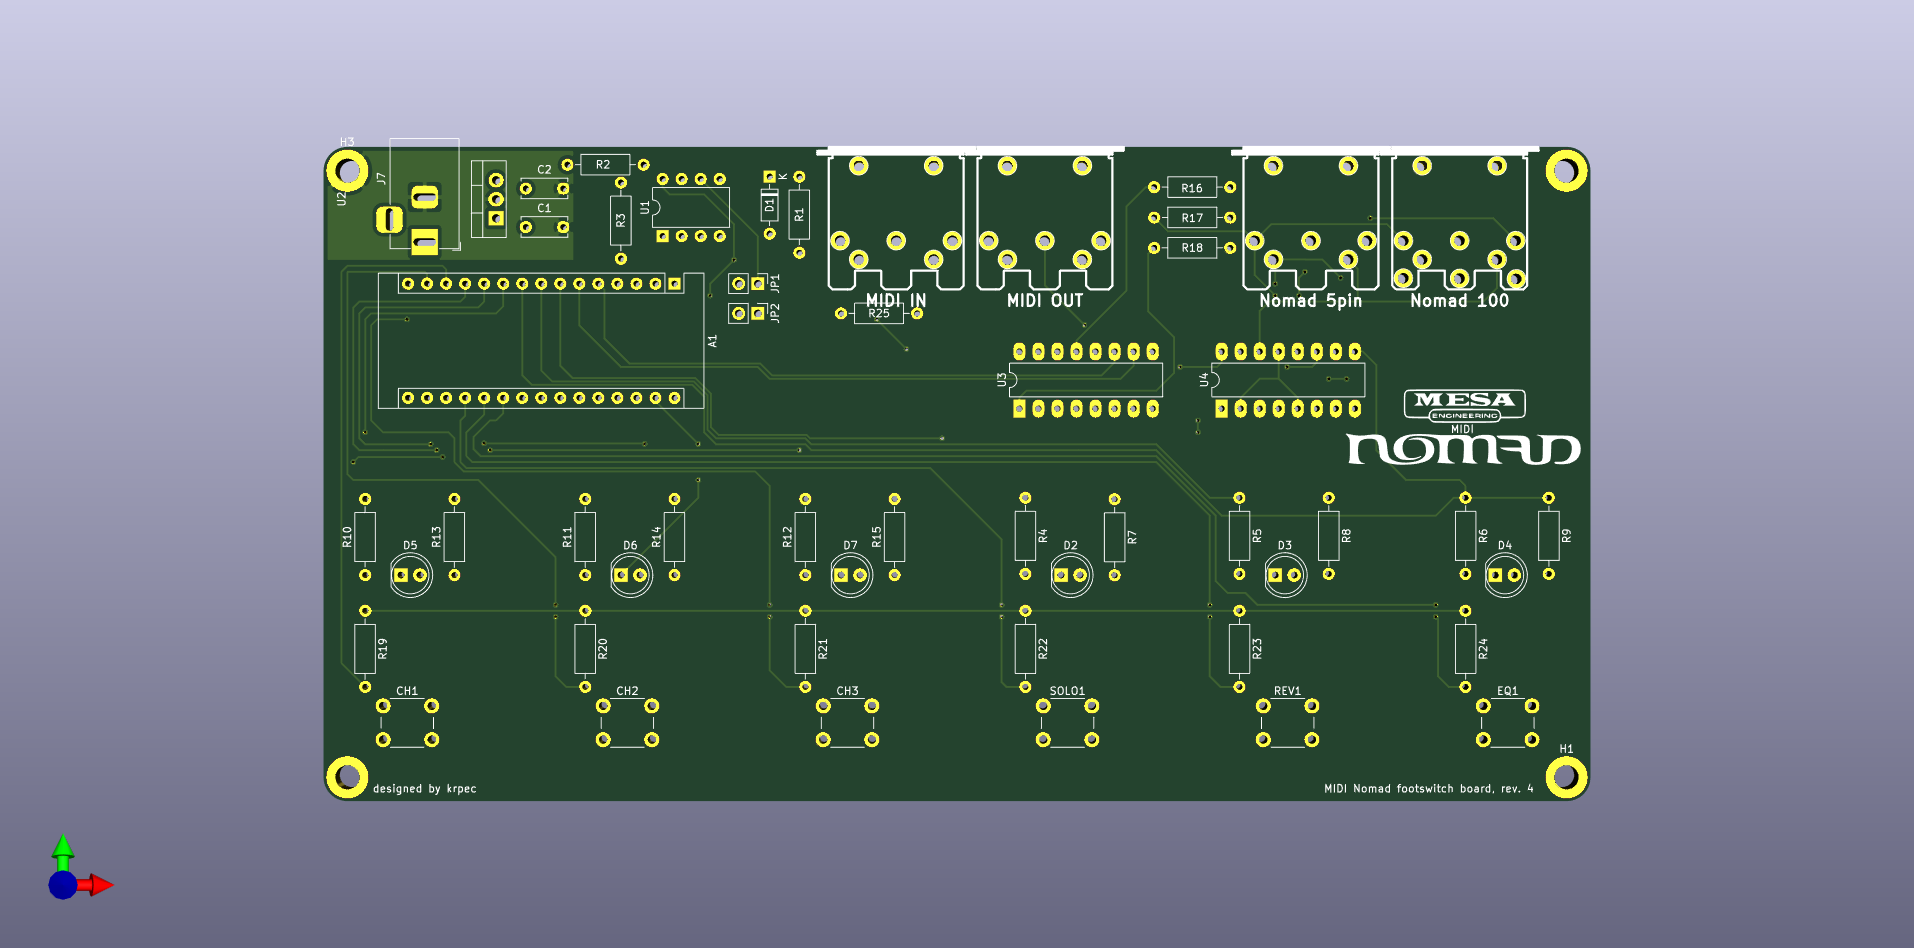 H3
J7
U2
C2
C1
R2
R3
U1
D1
K
R1
JP1
JP2
A1
MIDI IN
MIDI OUT
R25
R16
R17
R18
Nomad 5pin
Nomad 100
U3
U4
MESA
ENGINEERING
MIDI
NOMAD
R10
R13
D5
R11
R14
D6
R12
R15
D7
R4
R7
D2
R5
R8
D3
R6
R9
D4
R19
R20
R21
R22
R23
R24
CH1
CH2
CH3
SOLO1
REV1
EQ1
H1
designed by krpec
MIDI Nomad footswitch board, rev. 4